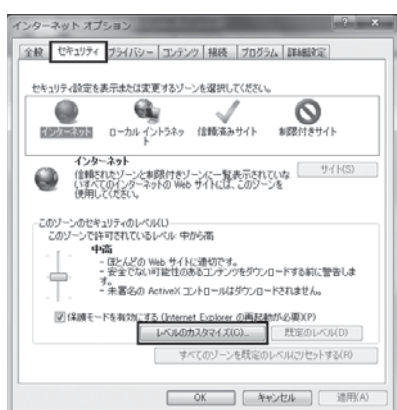 インターネット オプション
全般 セキュリティ プライバシー コンテンツ 接続 プログラム 詳細設定
セキュリティ設定を表示または変更するゾーンを選択してください。
インターネット
ローカル イントラネッ
ト
信頼済みサイト
制限付きサイト
インターネット
サイト(S)
信頼されたゾーンと制限付きゾーンに一覧表示されていな
いすべてのインターネットの Web サイトには、このゾーンを
使用してください。
このゾーンのセキュリティのレベル(L)
このゾーンで許可されているレベル: 中から高
中高
- ほとんどの Web サイトに適切です。
- 安全でない可能性のあるコンテンツをダウンロードする前に警告しま
す。
- 未署名の ActiveX コントロールはダウンロードされません。
保護モードを有効にする (Internet Explorer の再起動が必要)(P)
レベルのカスタマイズ(C)... 既定のレベル(D)
すべてのゾーンを既定のレベルにリセットする(R)
OK キャンセル 適用(A)